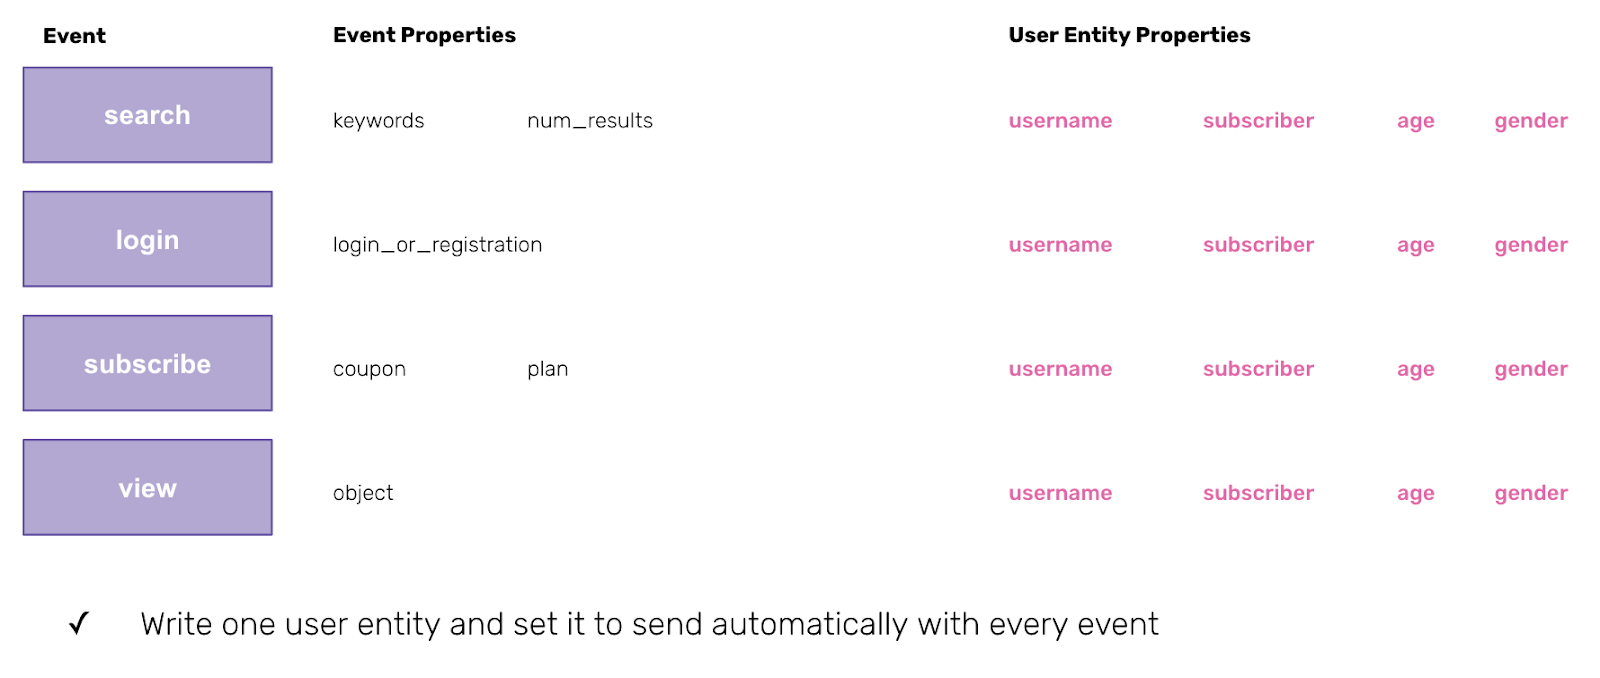 Event Event Properties User Entity Properties
search keywords num_results username subscriber age gender
login login_or_registration username subscriber age gender
subscribe coupon plan username subscriber age gender
view object username subscriber age gender
✓ Write one user entity and set it to send automatically with every event